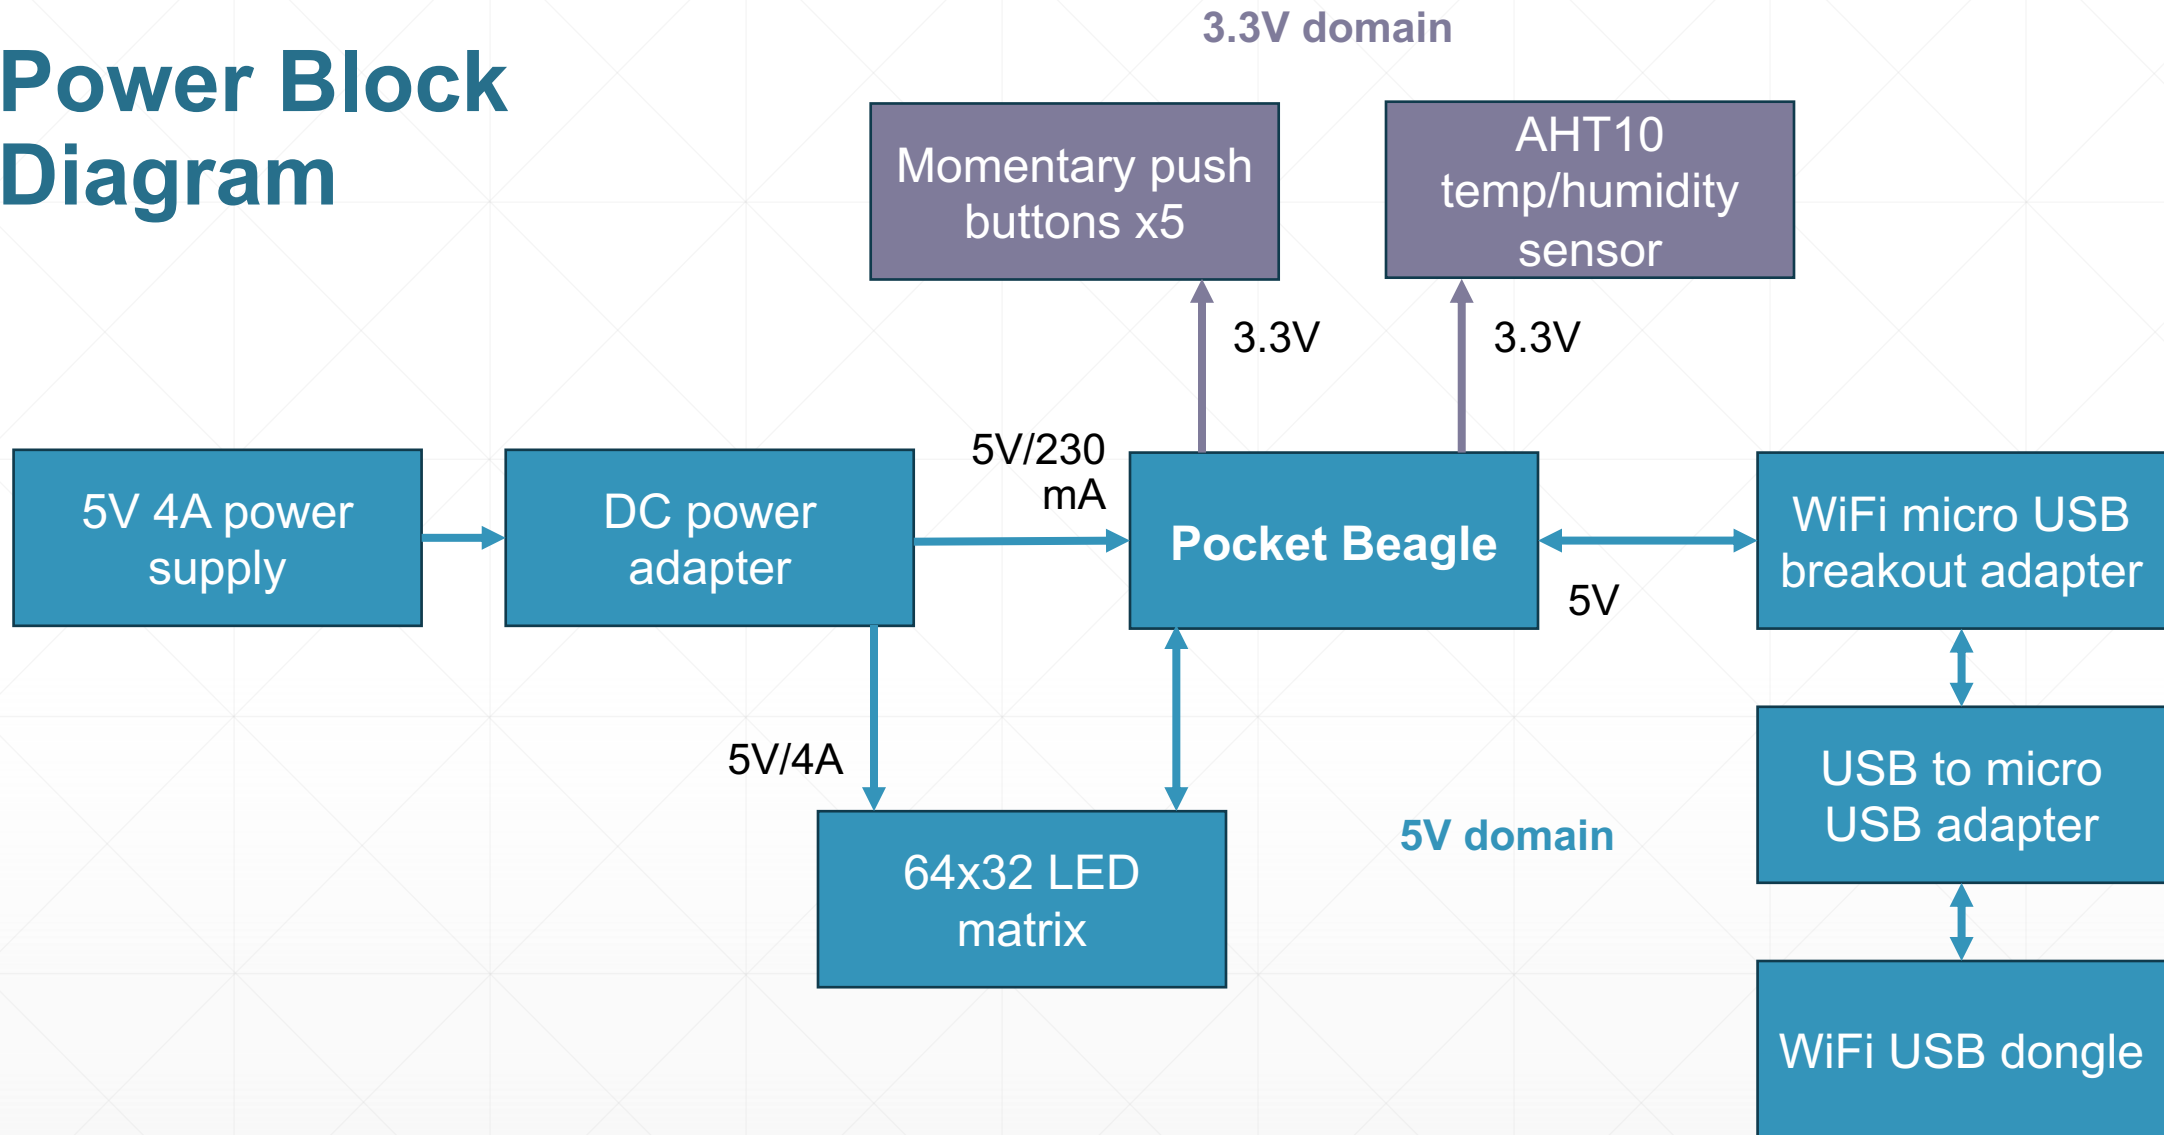 Power Block
Diagram
3.3V domain
Momentary push
buttons x5
AHT10
temp/humidity
sensor
3.3V
3.3V
5V 4A power
supply
DC power
adapter
5V/230
mA
Pocket Beagle
5V
WiFi micro USB
breakout adapter
5V/4A
64x32 LED
matrix
5V domain
USB to micro
USB adapter
WiFi USB dongle